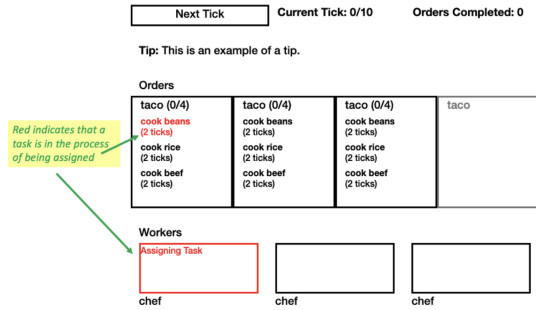 Next Tick
Current Tick: 0/10
Orders Completed: 0
Tip: This is an example of a tip.
Orders
taco (0/4)
cook beans
(2 ticks)
cook rice
(2 ticks)
cook beef
(2 ticks)
taco (0/4)
cook beans
(2 ticks)
cook rice
(2 ticks)
cook beef
(2 ticks)
taco (0/4)
cook beans
(2 ticks)
cook rice
(2 ticks)
cook beef
(2 ticks)
taco
Red indicates that a
task is in the process
of being assigned
Workers
Assigning Task
chef
chef
chef